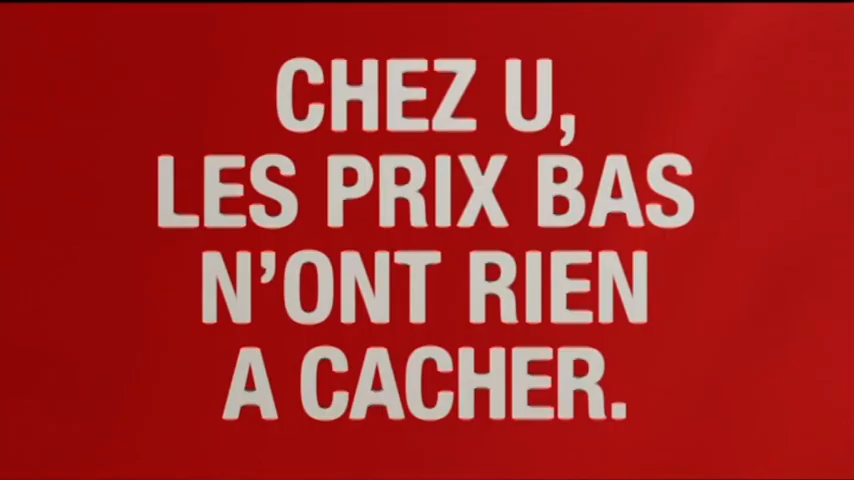 CHEZ U,
LES PRIX BAS
N'ONT RIEN
A CACHER.